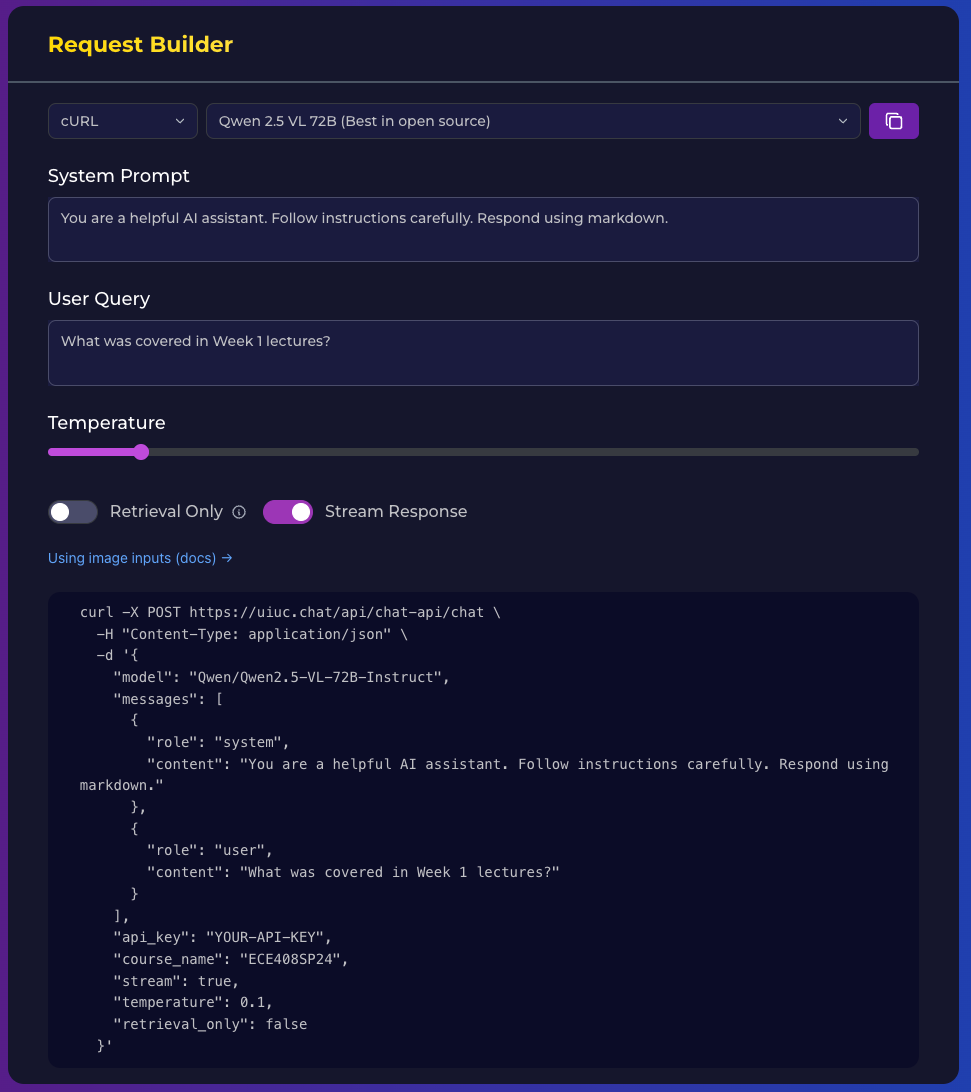 Request Builder
cURL
Qwen 2.5 VL 72B (Best in open source)
System Prompt
You are a helpful AI assistant. Follow instructions carefully. Respond using markdown.
User Query
What was covered in Week 1 lectures?
Temperature
Retrieval Only
Stream Response
Using image inputs (docs) →
curl -X POST https://uiuc.chat/api/chat-api/chat \
-H "Content-Type: application/json" \
-d '{
"model": "Qwen/Qwen2.5-VL-72B-Instruct",
"messages": [
{
"role": "system",
"content": "You are a helpful AI assistant. Follow instructions carefully. Respond using
markdown."
},
{
"role": "user",
"content": "What was covered in Week 1 lectures?"
}
],
"api_key": "YOUR-API-KEY",
"course_name": "ECE408SP24",
"stream": true,
"temperature": 0.1,
"retrieval_only": false
}'